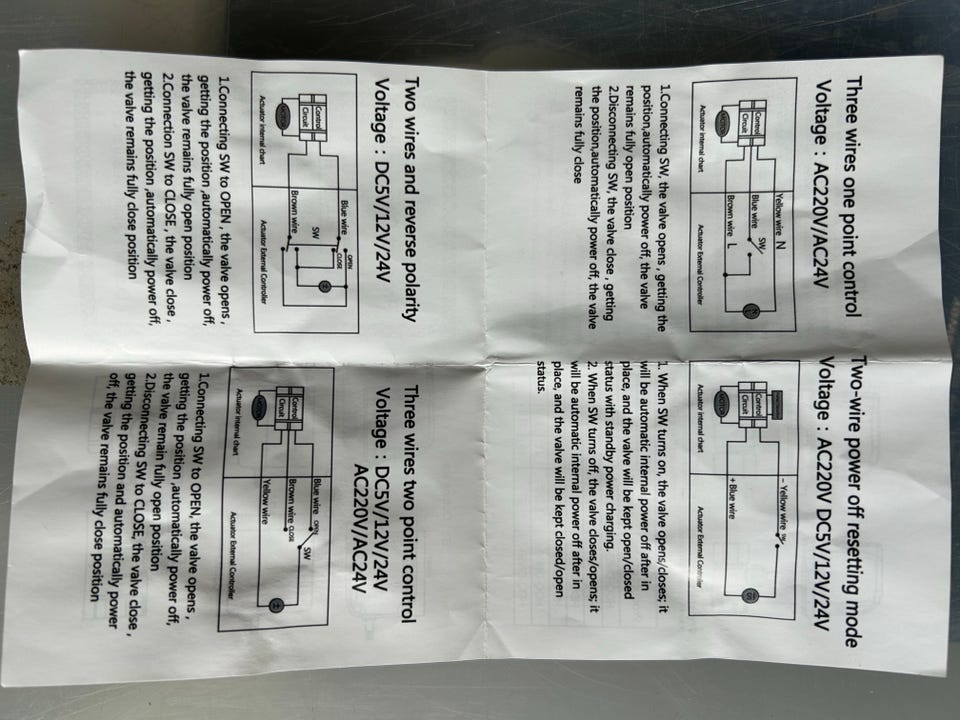 Three wires one point control
Voltage : AC220V/AC24V
Yellow wire N
SW
Blue wire
Control
Circuit
Brown wire L
Actuator internal chart
Actuator External Controller
1.Connecting SW, the valve opens , getting the
position,automatically power off, the valve
remains fully open position
2.Disconnecting SW, the valve close , getting
the position,automatically power off, the valve
remains fully close
Two-wire power off resetting mode
Voltage : AC220V DC5V/12V/24V
- Yellow wire SW
Control
Circuit
+ Blue wire
Actuator internal chart
Actuator External Controller
1. When SW turns on, the valve opens/closes; it
will be automatic internal power off after in
place, and the valve will be kept open/closed
status with standby power charging.
2. When SW turns off, the valve closes/opens; it
will be automatic internal power off after in
place, and the valve will be kept closed/open
status.
Two wires and reverse polarity
Voltage : DC5V/12V/24V
OPEN
Blue wire
CLOSE
SW
Control
Circuit
Brown wire
Actuator internal chart
Actuator External Controller
1.Connecting SW to OPEN , the valve opens ,
getting the position ,automatically power off,
the valve remains fully open position
2.Connection SW to CLOSE , the valve close ,
getting the position ,automatically power off,
the valve remains fully close position
Three wires two point control
Voltage : DC5V/12V/24V
AC220V/AC24V
Blue wire OPEN
SW
Brown wire CLOSE
Control
Circuit
Yellow wire
Actuator internal chart
Actuator External Controller
1.Connecting SW to OPEN, the valve opens ,
getting the position ,automatically power off,
the valve remain fully open position
2.Disconnecting SW to CLOSE, the valve close ,
getting the position and automatically power
off, the valve remains fully close position